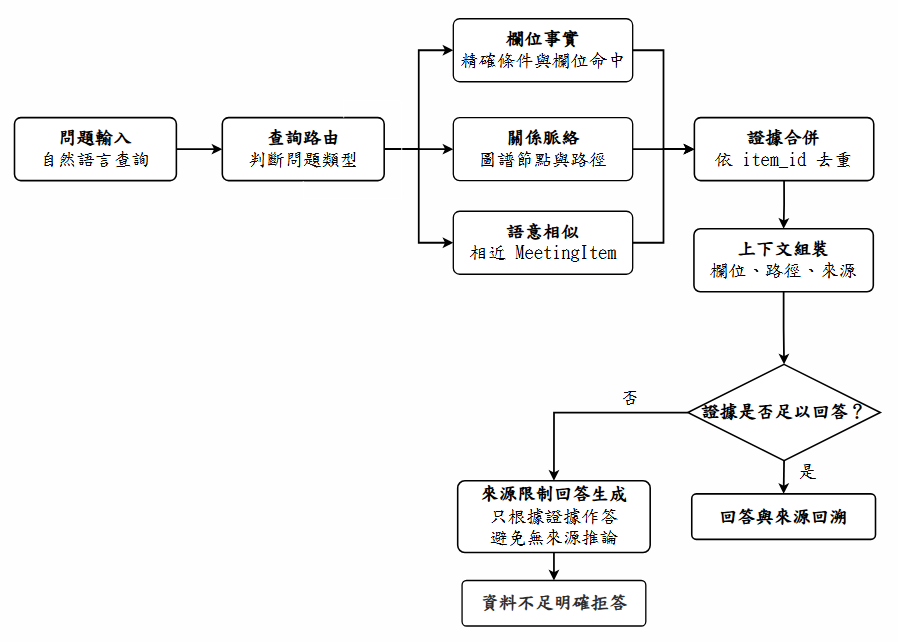 問題輸入
自然語言查詢
查詢路由
判斷問題類型
欄位事實
精確條件與欄位命中
關係脈絡
圖譜節點與路徑
語意相似
相近 MeetingItem
證據合併
依 item_id 去重
上下文組裝
欄位、路徑、來源
證據是否足以回答？
否
是
來源限制回答生成
只根據證據作答
避免無來源推論
回答與來源回溯
資料不足明確拒答